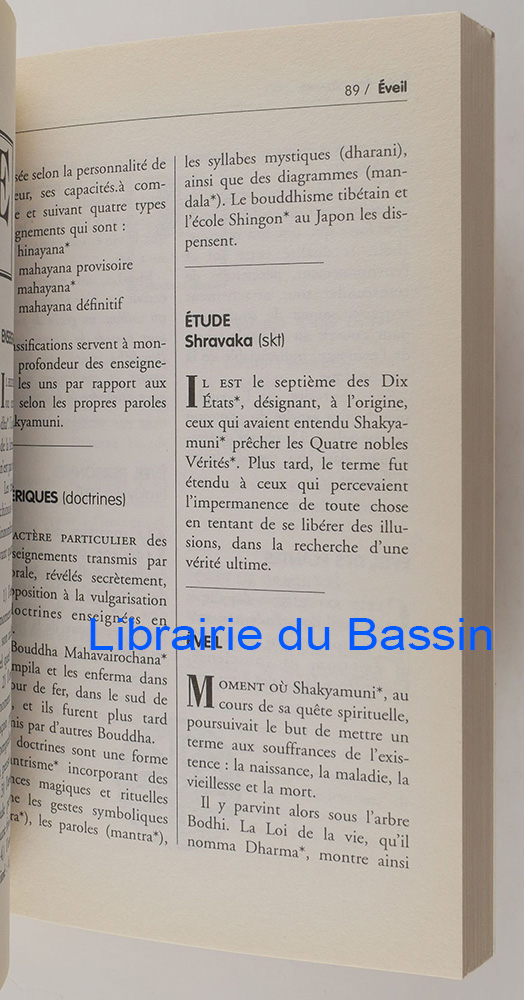 89 / Éveil
sée selon la personnalité de
eur, ses capacités.à com-
e et suivant quatre types
gnements qui sont :
hinayana*
mahayana provisoire
mahayana*
mahayana définitif
assifications servent à mon-
profondeur des enseigne-
les uns par rapport aux
selon les propres paroles
akyamuni.
ÉRIQUES (doctrines)
ACTÈRE PARTICULIER des
seignements transmis par
orale, révélés secrètement,
position à la vulgarisation
doctrines enseignées en
Bouddha Mahavairochana*
mpila et les enferma dans
our de fer, dans le sud de
, et ils furent plus tard
nis par d'autres Bouddha.
doctrines sont une forme
antrisme* incorporant des
nces magiques et rituelles
ne les gestes symboliques
ra*), les paroles (mantra*),
les syllabes mystiques (dharani),
ainsi que des diagrammes (man-
dala*). Le bouddhisme tibétain et
l'école Shingon* au Japon les dis-
pensent.
ÉTUDE
Shravaka (skt)
IL EST le septième des Dix
États*, désignant, à l'origine,
ceux qui avaient entendu Shakya-
muni* prêcher les Quatre nobles
Vérités*. Plus tard, le terme fut
étendu à ceux qui percevaient
l'impermanence de toute chose
en tentant de se libérer des illu-
sions, dans la recherche d'une
vérité ultime.
ÉVEIL
MOMENT OÙ Shakyamuni*, au
cours de sa quête spirituelle,
poursuivait le but de mettre un
terme aux souffrances de l'exis-
tence : la naissance, la maladie, la
vieillesse et la mort.
Il y parvint alors sous l'arbre
Bodhi. La Loi de la vie, qu'il
nomma Dharma*, montre ainsi
Librairie du Bassin